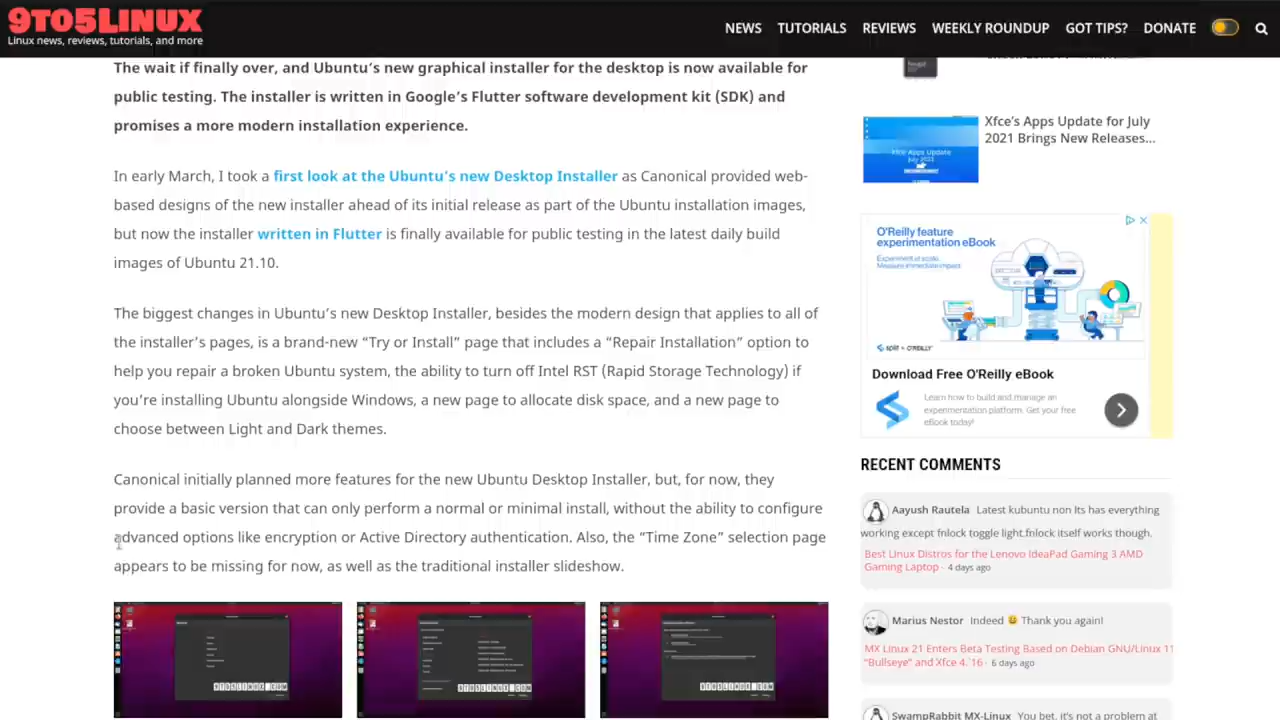 9TO5LINUX
Linux news, reviews, tutorials, and more
NEWS TUTORIALS REVIEWS WEEKLY ROUNDUP GOT TIPS? DONATE
The wait if finally over, and Ubuntu's new graphical installer for the desktop is now available for
public testing. The installer is written in Google's Flutter software development kit (SDK) and
promises a more modern installation experience.
In early March, I took a first look at the Ubuntu's new Desktop Installer as Canonical provided web-
based designs of the new installer ahead of its initial release as part of the Ubuntu installation images,
but now the installer written in Flutter is finally available for public testing in the latest daily build
images of Ubuntu 21.10.
The biggest changes in Ubuntu's new Desktop Installer, besides the modern design that applies to all of
the installer's pages, is a brand-new “Try or Install” page that includes a “Repair Installation” option to
help you repair a broken Ubuntu system, the ability to turn off Intel RST (Rapid Storage Technology) if
you're installing Ubuntu alongside Windows, a new page to allocate disk space, and a new page to
choose between Light and Dark themes.
Canonical initially planned more features for the new Ubuntu Desktop Installer, but, for now, they
provide a basic version that can only perform a normal or minimal install, without the ability to configure
advanced options like encryption or Active Directory authentication. Also, the “Time Zone” selection page
appears to be missing for now, as well as the traditional installer slideshow.
9TO5LINUX.COM
9TO5LINUX.COM
9TO5LINUX.COM
Xfce Apps Update
July 2021
Xfce's Apps Update for July
2021 Brings New Releases...
O'Reilly feature
experimentation eBook
Experiment at scale.
Measure immediate impact.
split + O'REILLY
Download Free O'Reilly eBook
Learn how to build and manage an
experimentation platform. Get your free
eBook today!
RECENT COMMENTS
Aayush Rautela Latest kubuntu non lts has everything
working except fnlock toggle light.fnlock itself works though.
Best Linux Distros for the Lenovo IdeaPad Gaming 3 AMD
Gaming Laptop · 4 days ago
Marius Nestor Indeed 😀 Thank you again!
MX Linux 21 Enters Beta Testing Based on Debian GNU/Linux 11
“Bullseye” and Xfce 4.16 · 6 days ago
SwampRabbit MX-Linux You bet, it's not a problem at